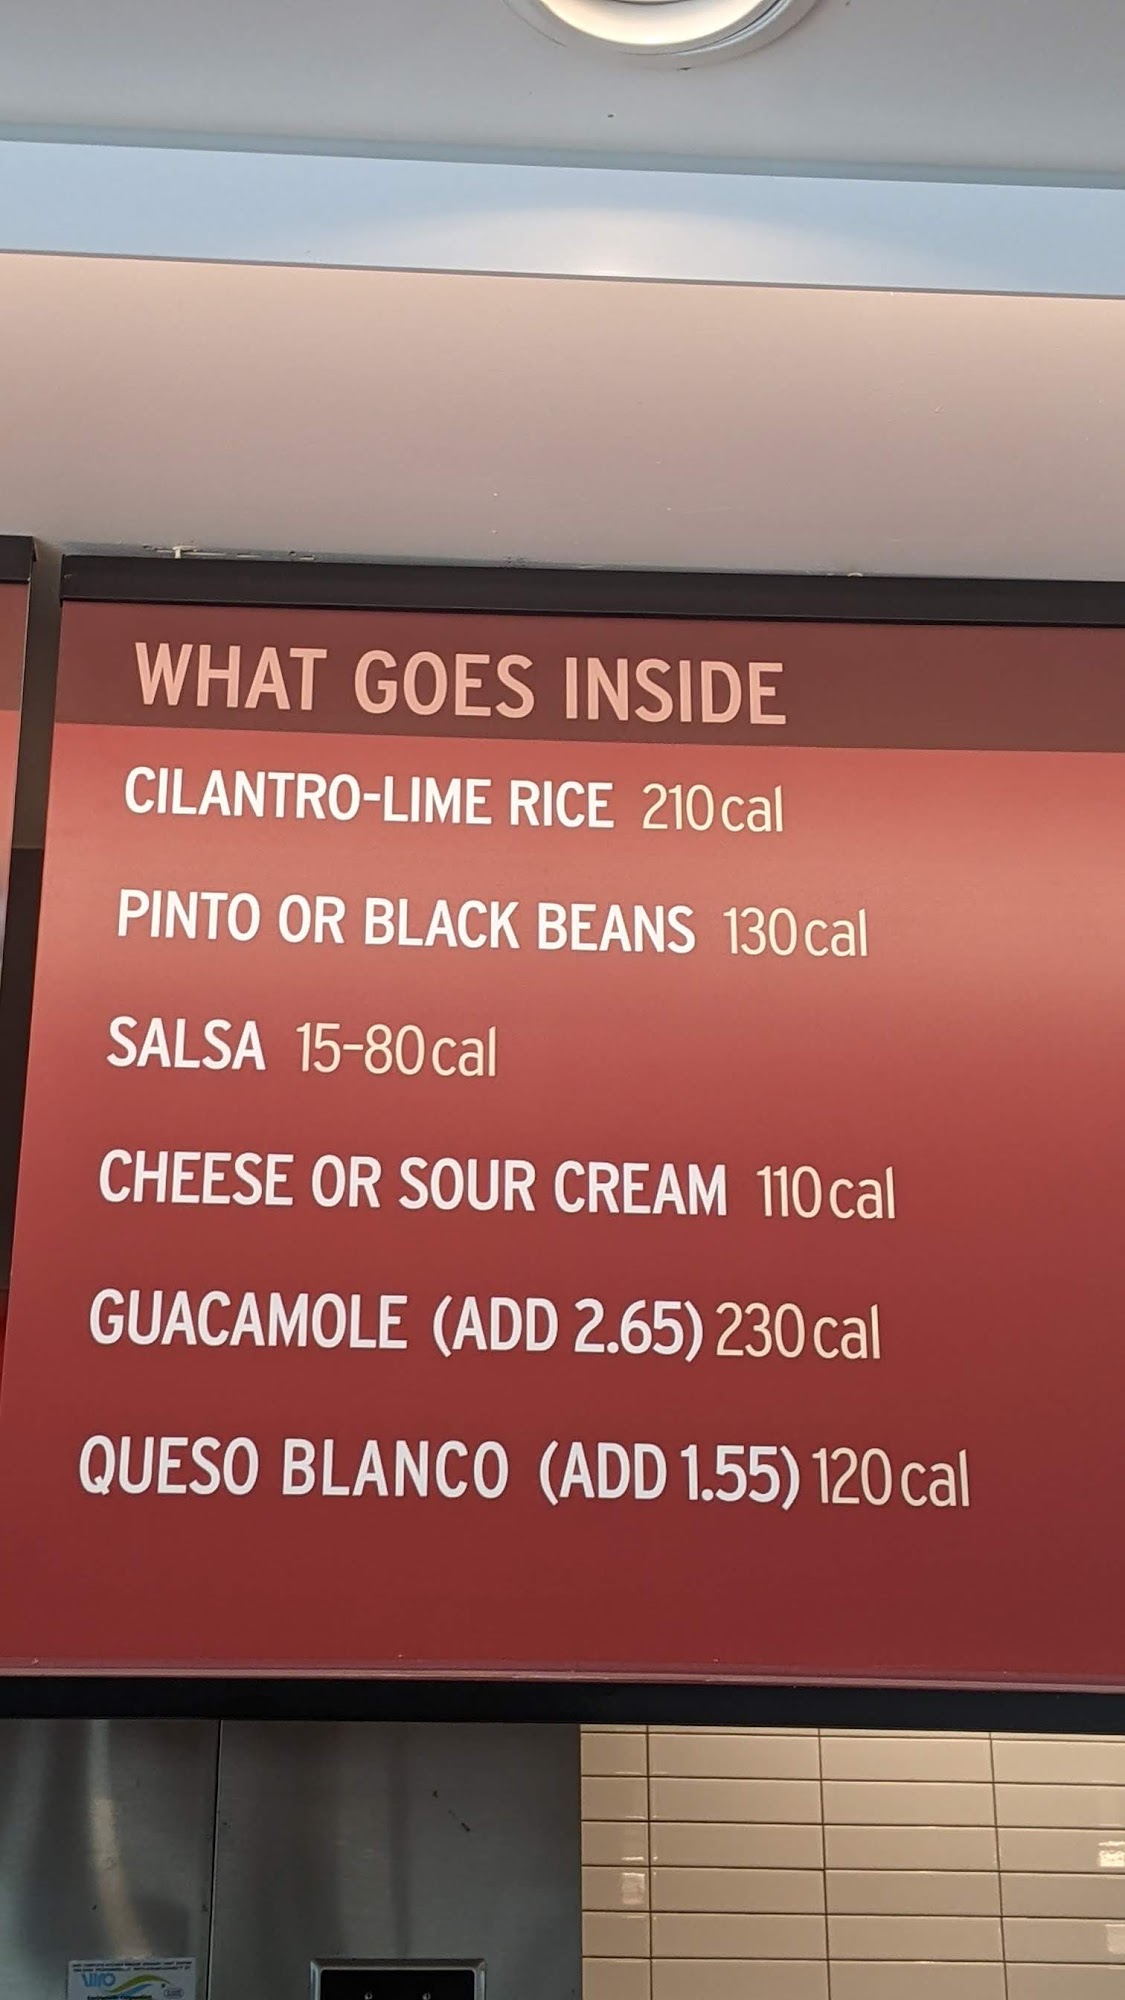 WHAT GOES INSIDE
CILANTRO-LIME RICE 210cal
PINTO OR BLACK BEANS 130cal
SALSA 15-80cal
CHEESE OR SOUR CREAM 110cal
GUACAMOLE (ADD 2.65) 230cal
QUESO BLANCO (ADD 1.55) 120cal